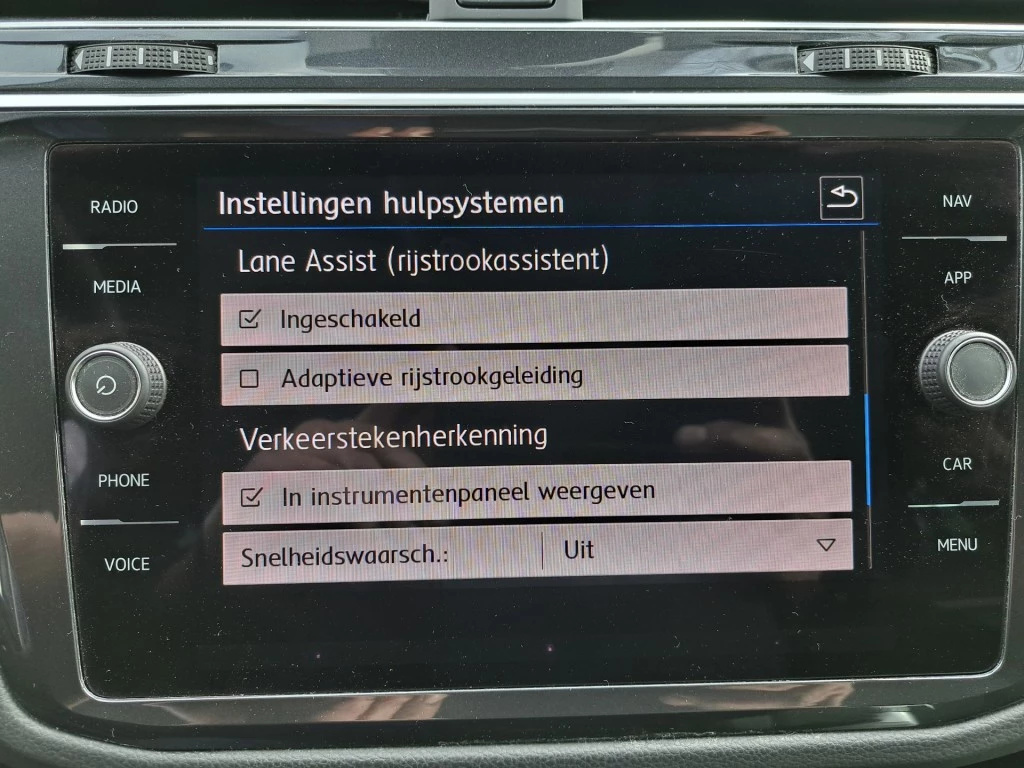 RADIO
MEDIA
PHONE
VOICE
Instellingen hulpsystemen
Lane Assist (rijstrookassistent)
Ingeschakeld
Adaptieve rijstrookgeleiding
Verkeerstekenherkenning
In instrumentenpaneel weergeven
Snelheidswaarsch.: Uit
NAV
APP
CAR
MENU